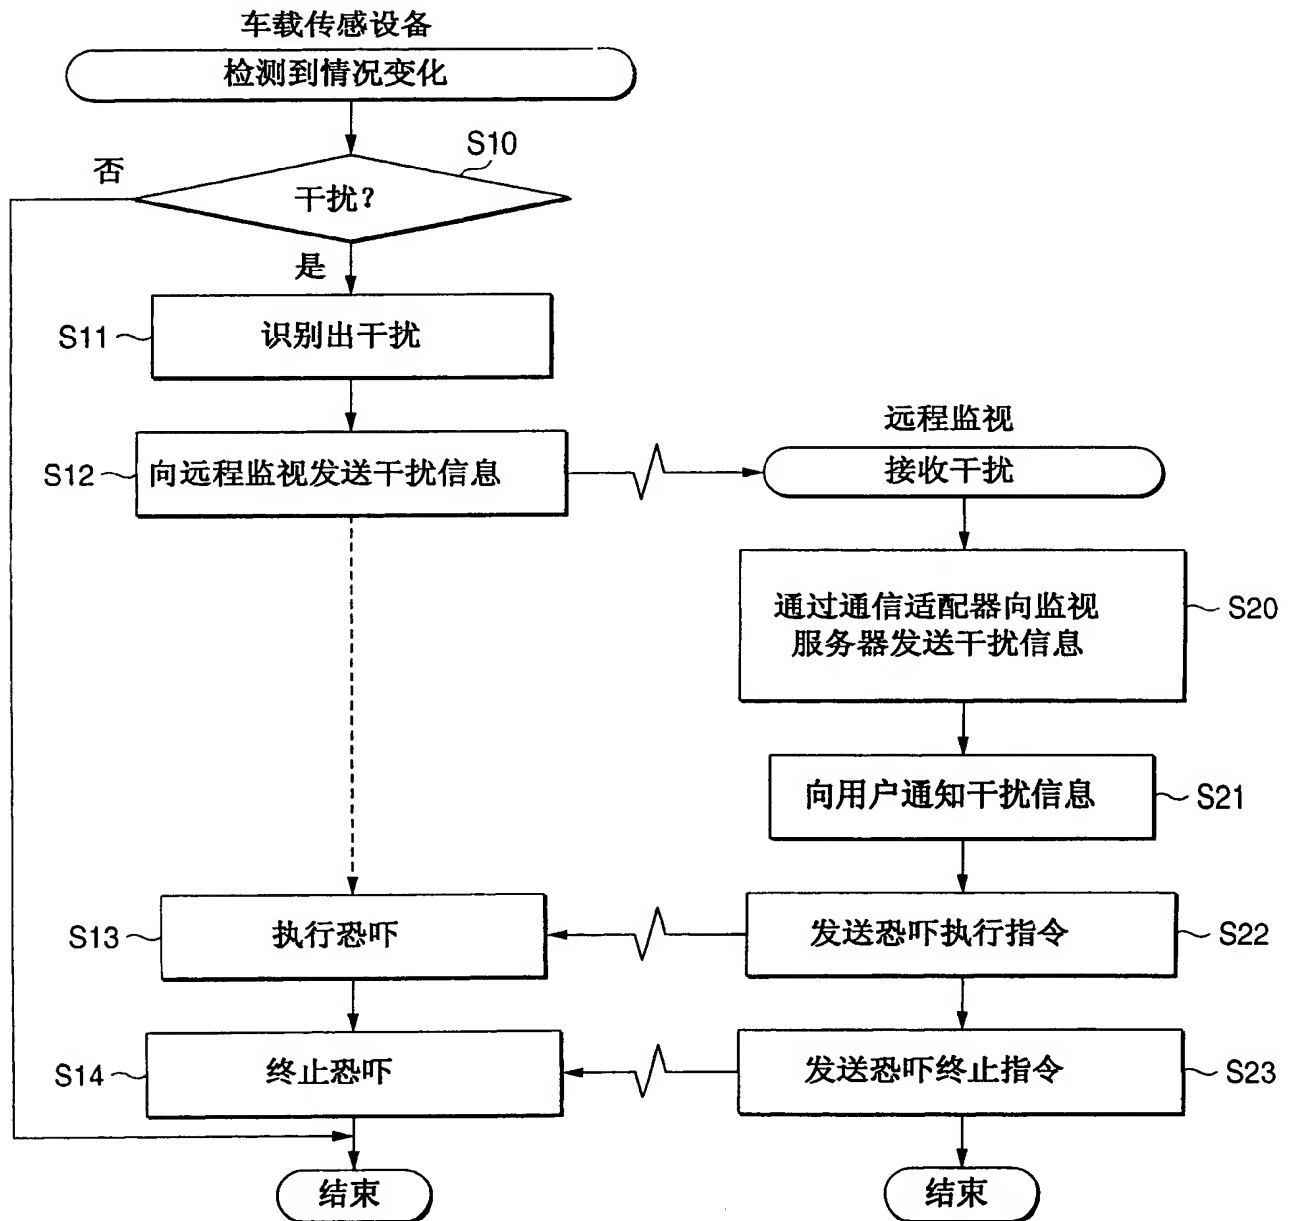 车载传感设备
检测到情况变化
S10
否
干扰？
是
S11
识别出干扰
S12
向远程监视发送干扰信息
远程监视
接收干扰
通过通信适配器向监视
服务器发送干扰信息
S20
向用户通知干扰信息
S21
S13
执行恐吓
发送恐吓执行指令
S22
S14
终止恐吓
发送恐吓终止指令
S23
结束
结束